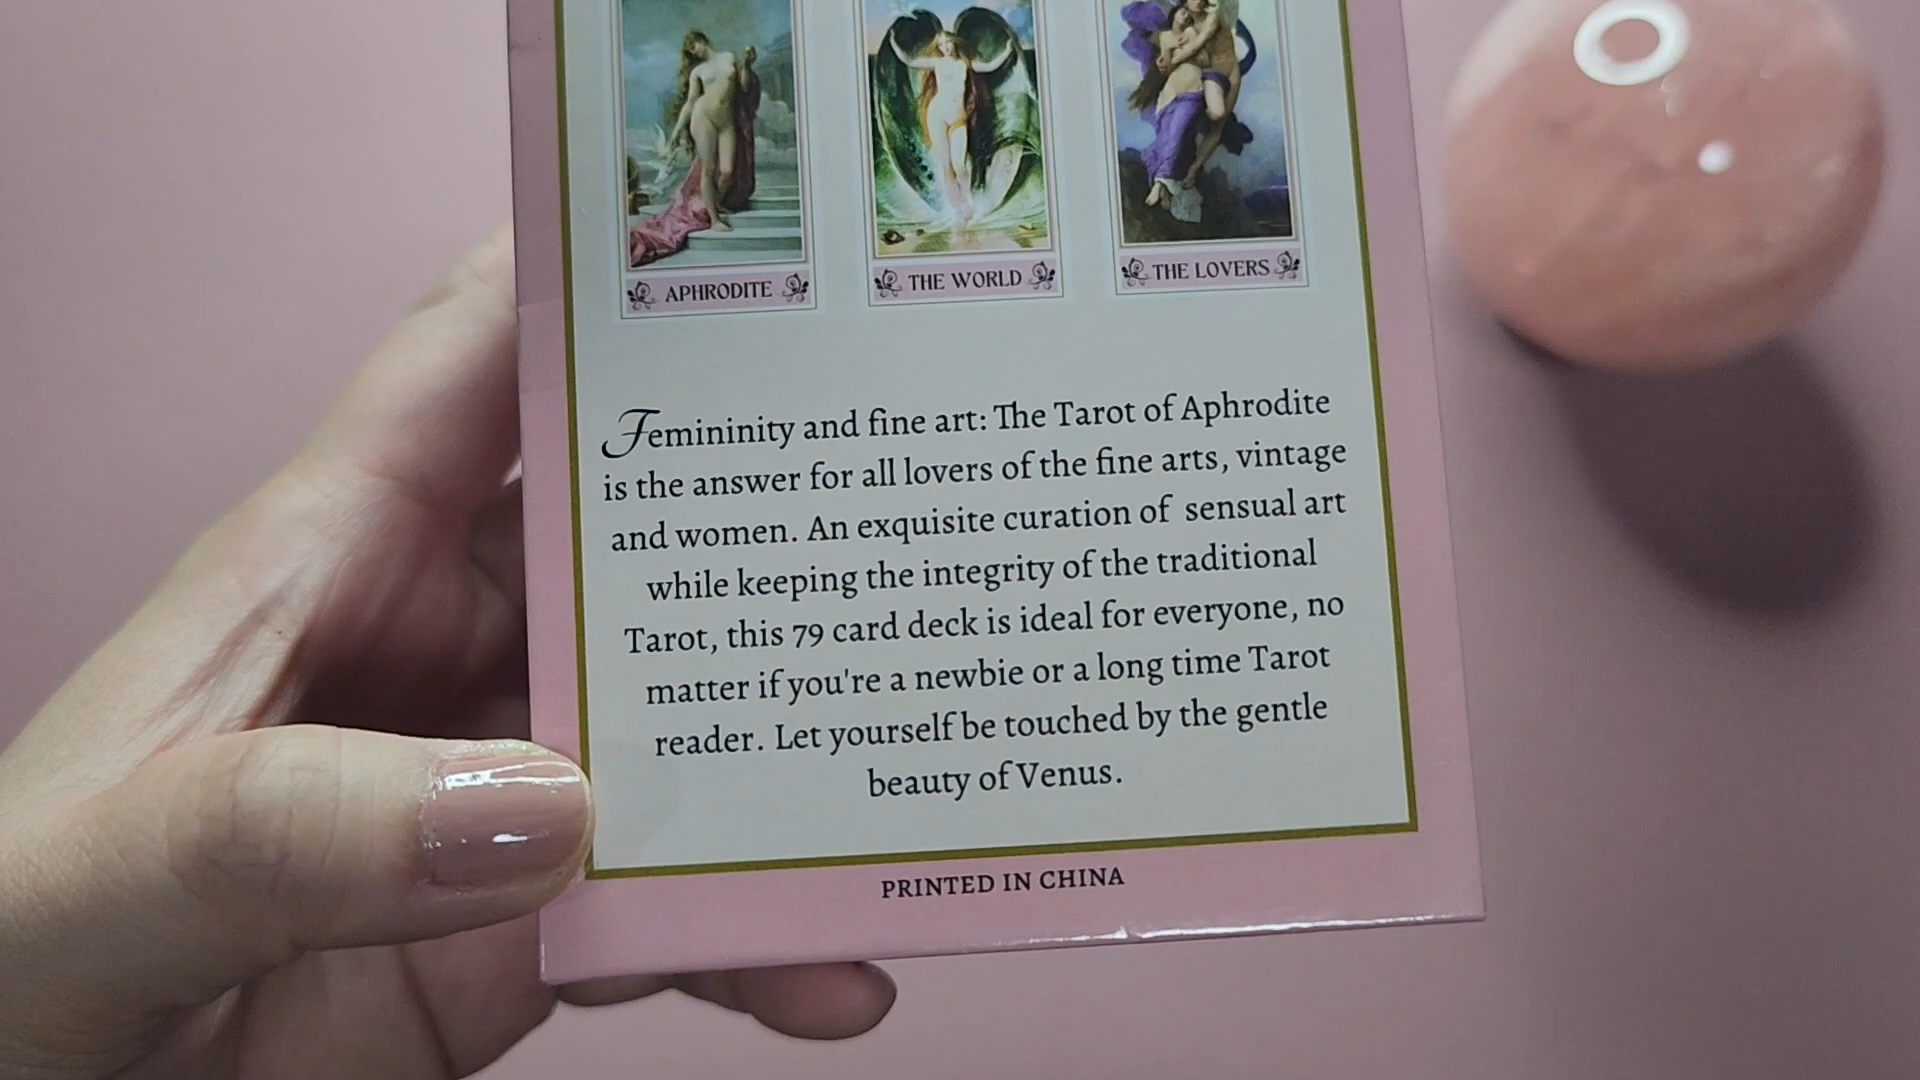 APHRODITE
THE WORLD
THE LOVERS
Femininity and fine art: The Tarot of Aphrodite
is the answer for all lovers of the fine arts, vintage
and women. An exquisite curation of sensual art
while keeping the integrity of the traditional
Tarot, this 79 card deck is ideal for everyone, no
matter if you're a newbie or a long time Tarot
reader. Let yourself be touched by the gentle
beauty of Venus.
PRINTED IN CHINA